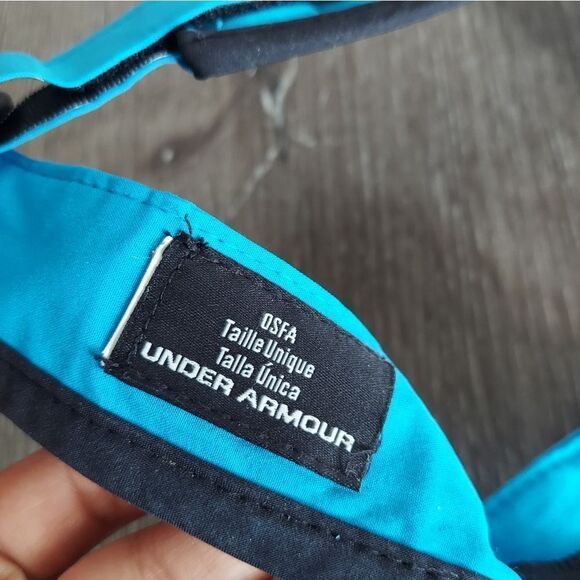 OSFA
Taille Unique
Talla Única
UNDER ARMOUR